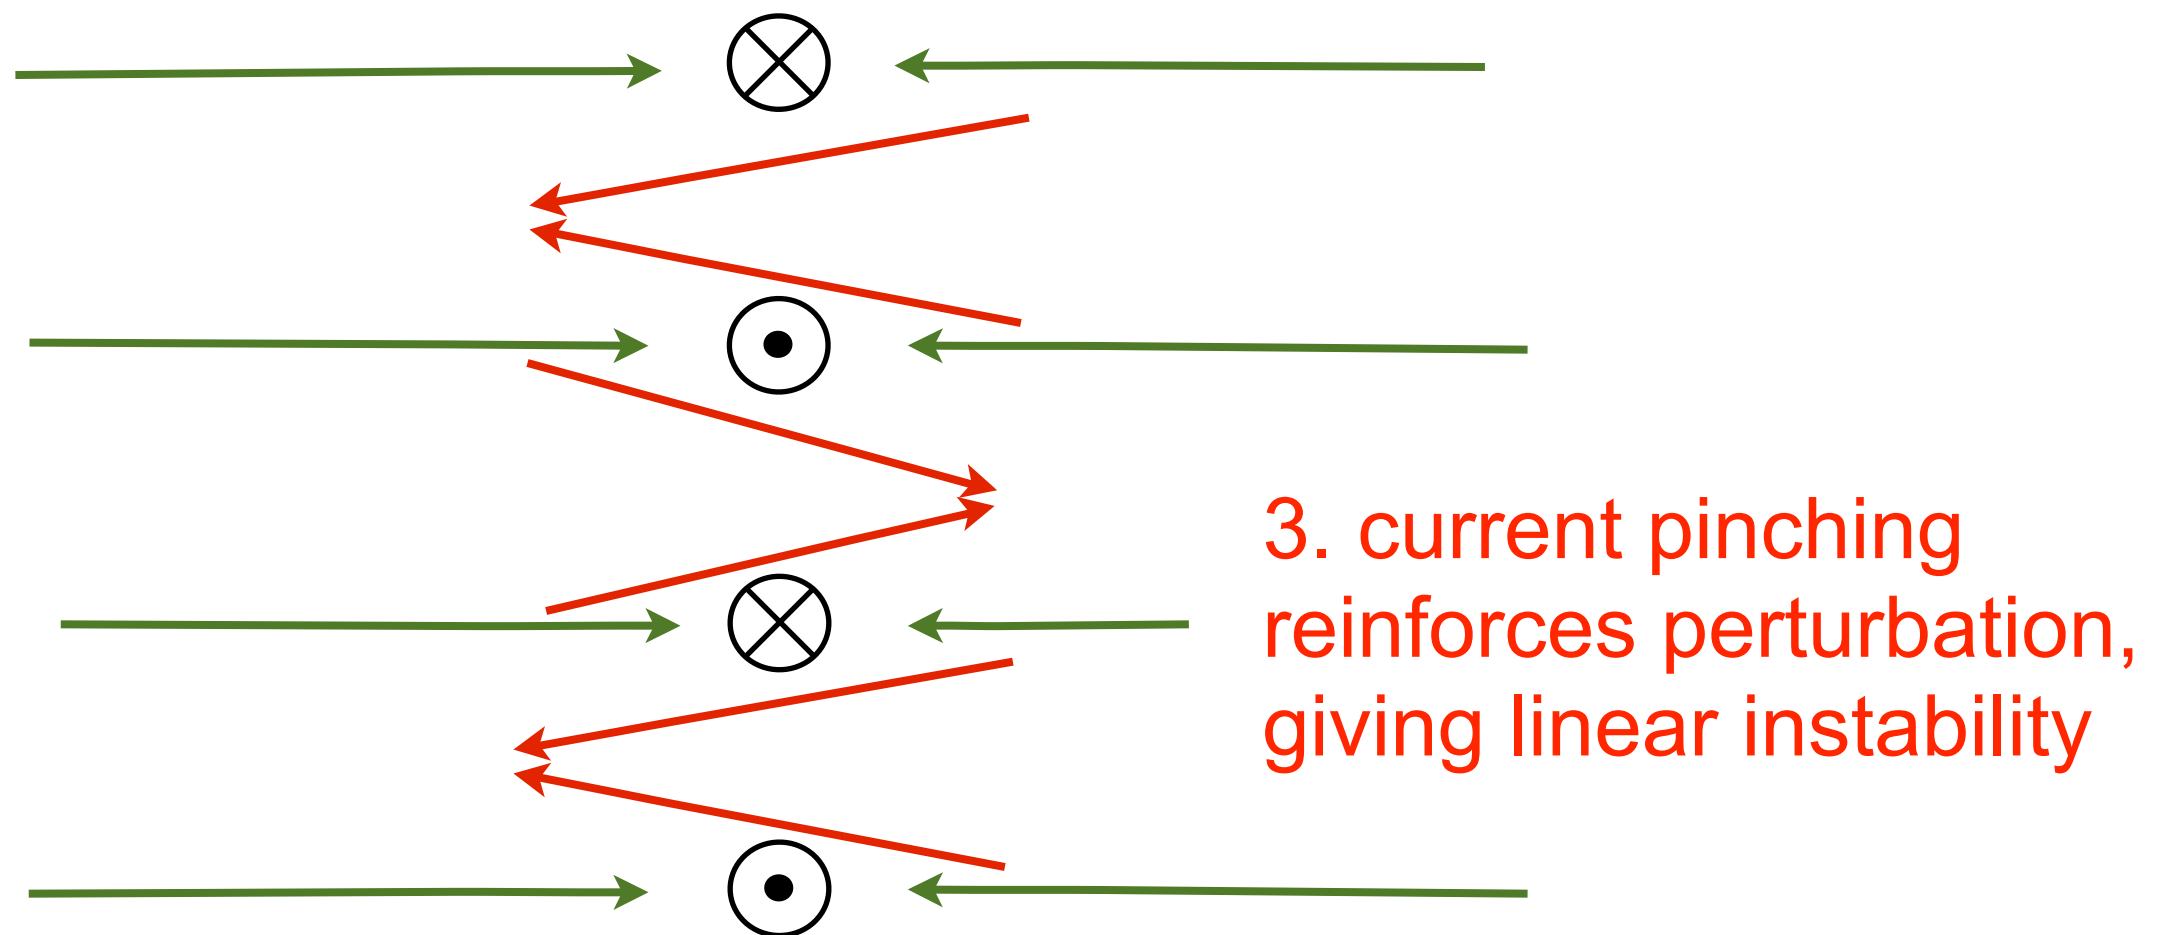 3. current pinching
reinforces perturbation,
giving linear instability